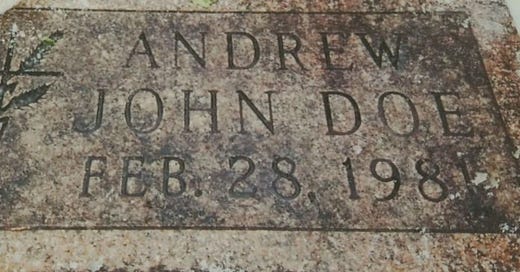 ANDREW
JOHN DOE
FEB. 28, 1981